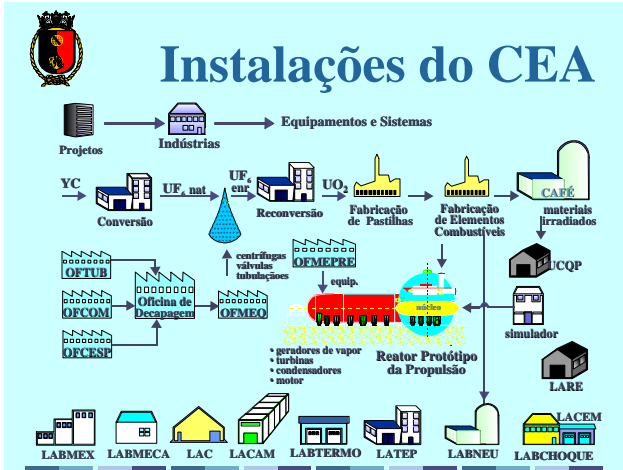 Instalações do CEA
Projetos
Indústrias
Equipamentos e Sistemas
YC
Conversão
UF6 nat
UF6
enr
Reconversão
UO2
Fabricação
de Pastilhas
Fabricação
de Elementos
Combustíveis
CAFÉ
materiais
irradiados
UCQP
centrífugas
válvulas
tubulaçãoes
OFMEPRE
equip.
OFTUB
OFCOM
OFCESP
Oficina de
Decapagem
OFMEQ
núcleo
simulador
• geradores de vapor
• turbinas
• condensadores
• motor
Reator Protótipo
da Propulsão
LARE
LABMEX
LABMECA
LAC
LACAM
LABTERMO
LATEP
LABNEU
LACEM
LABCHOQUE